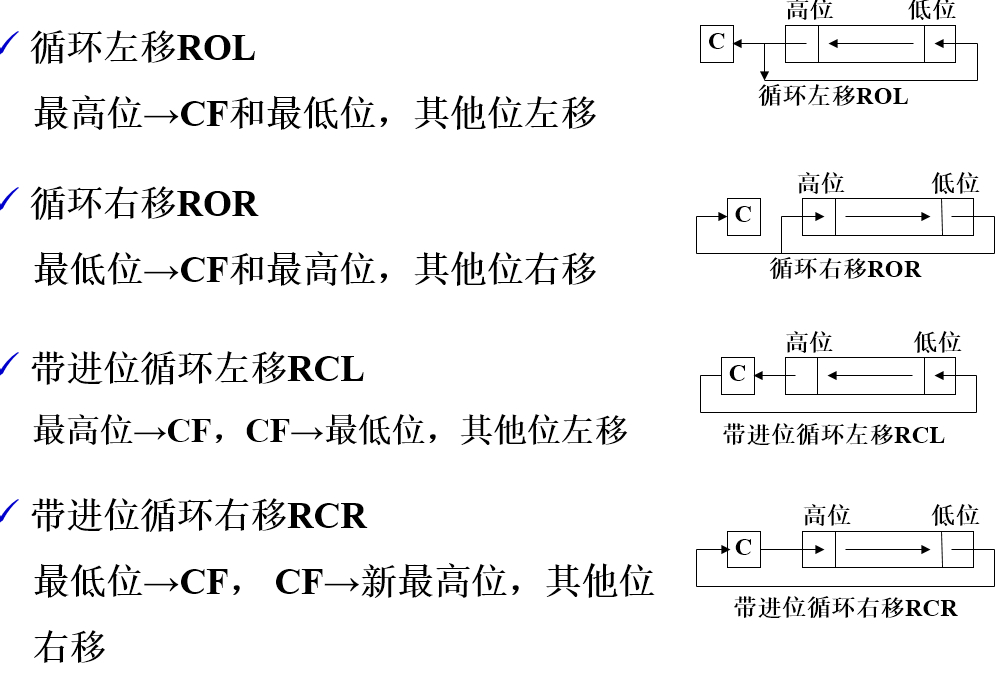 ✓ 循环左移ROL
最高位→CF和最低位，其他位左移
✓ 循环右移ROR
最低位→CF和最高位，其他位右移
✓ 带进位循环左移RCL
最高位→CF，CF→最低位，其他位左移
✓ 带进位循环右移RCR
最低位→CF， CF→新最高位，其他位
右移
高位 低位
C
循环左移ROL
高位 低位
C
循环右移ROR
高位 低位
C
带进位循环左移RCL
高位 低位
C
带进位循环右移RCR